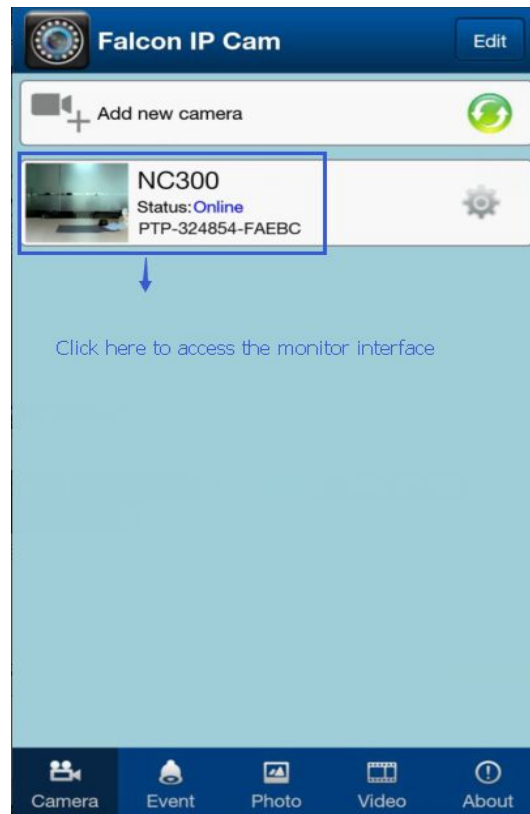 Falcon IP Cam
Edit
Add new camera
NC300
Status:Online
PTP-324854-FAEBC
Click here to access the monitor interface
Camera
Event
Photo
Video
About